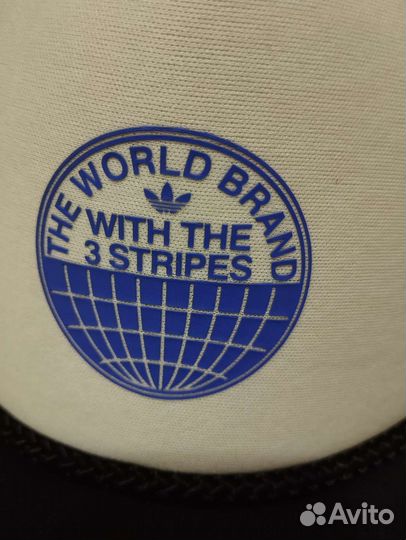 THE WORLD BRAND
WITH THE
3 STRIPES
Avito